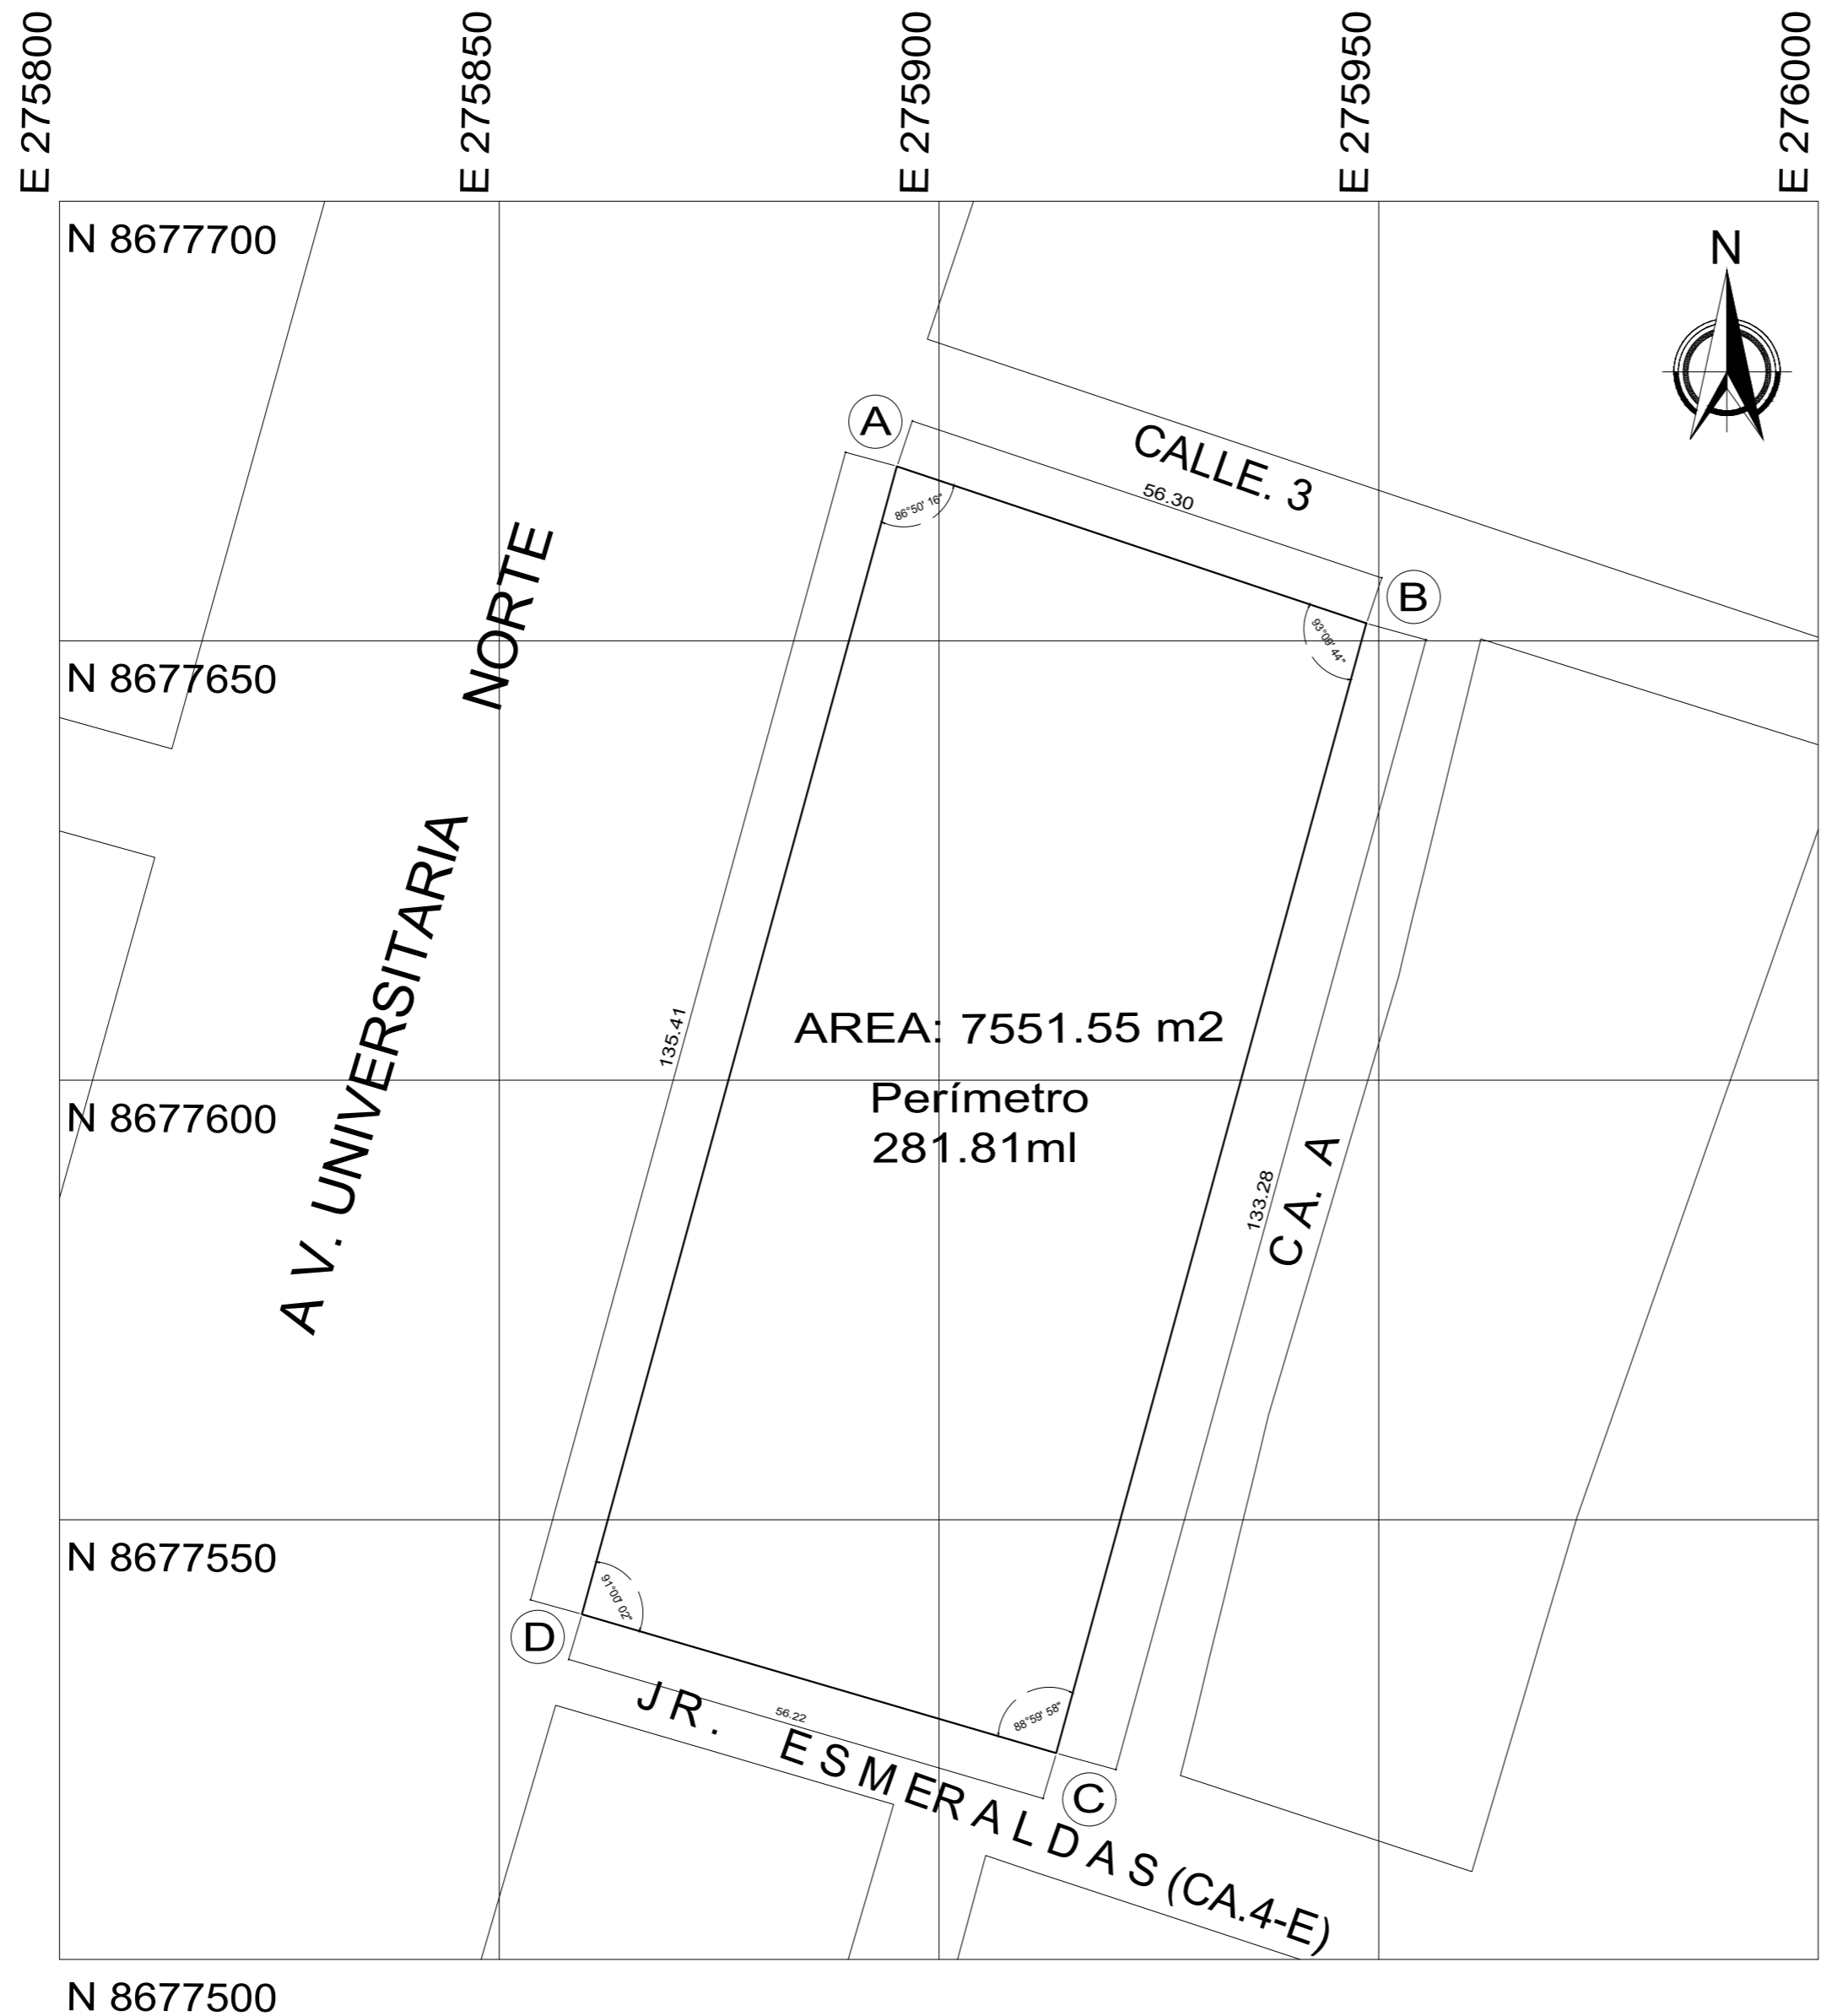 E 275800
E 275850
E 275900
E 275950
E 276000
N 8677700
N
A
CALLE. 3
56.30
86°50' 16"
NORTE
B
93°09' 44"
N 8677650
AV. UNIVERSITARIA
135.41
AREA: 7551.55 m2
Perímetro
281.81ml
N 8677600
133.28
CA. A
N 8677550
91°00' 02"
D
JR. ESMERALDAS (CA.4-E)
56.22
88°59' 58"
C
N 8677500